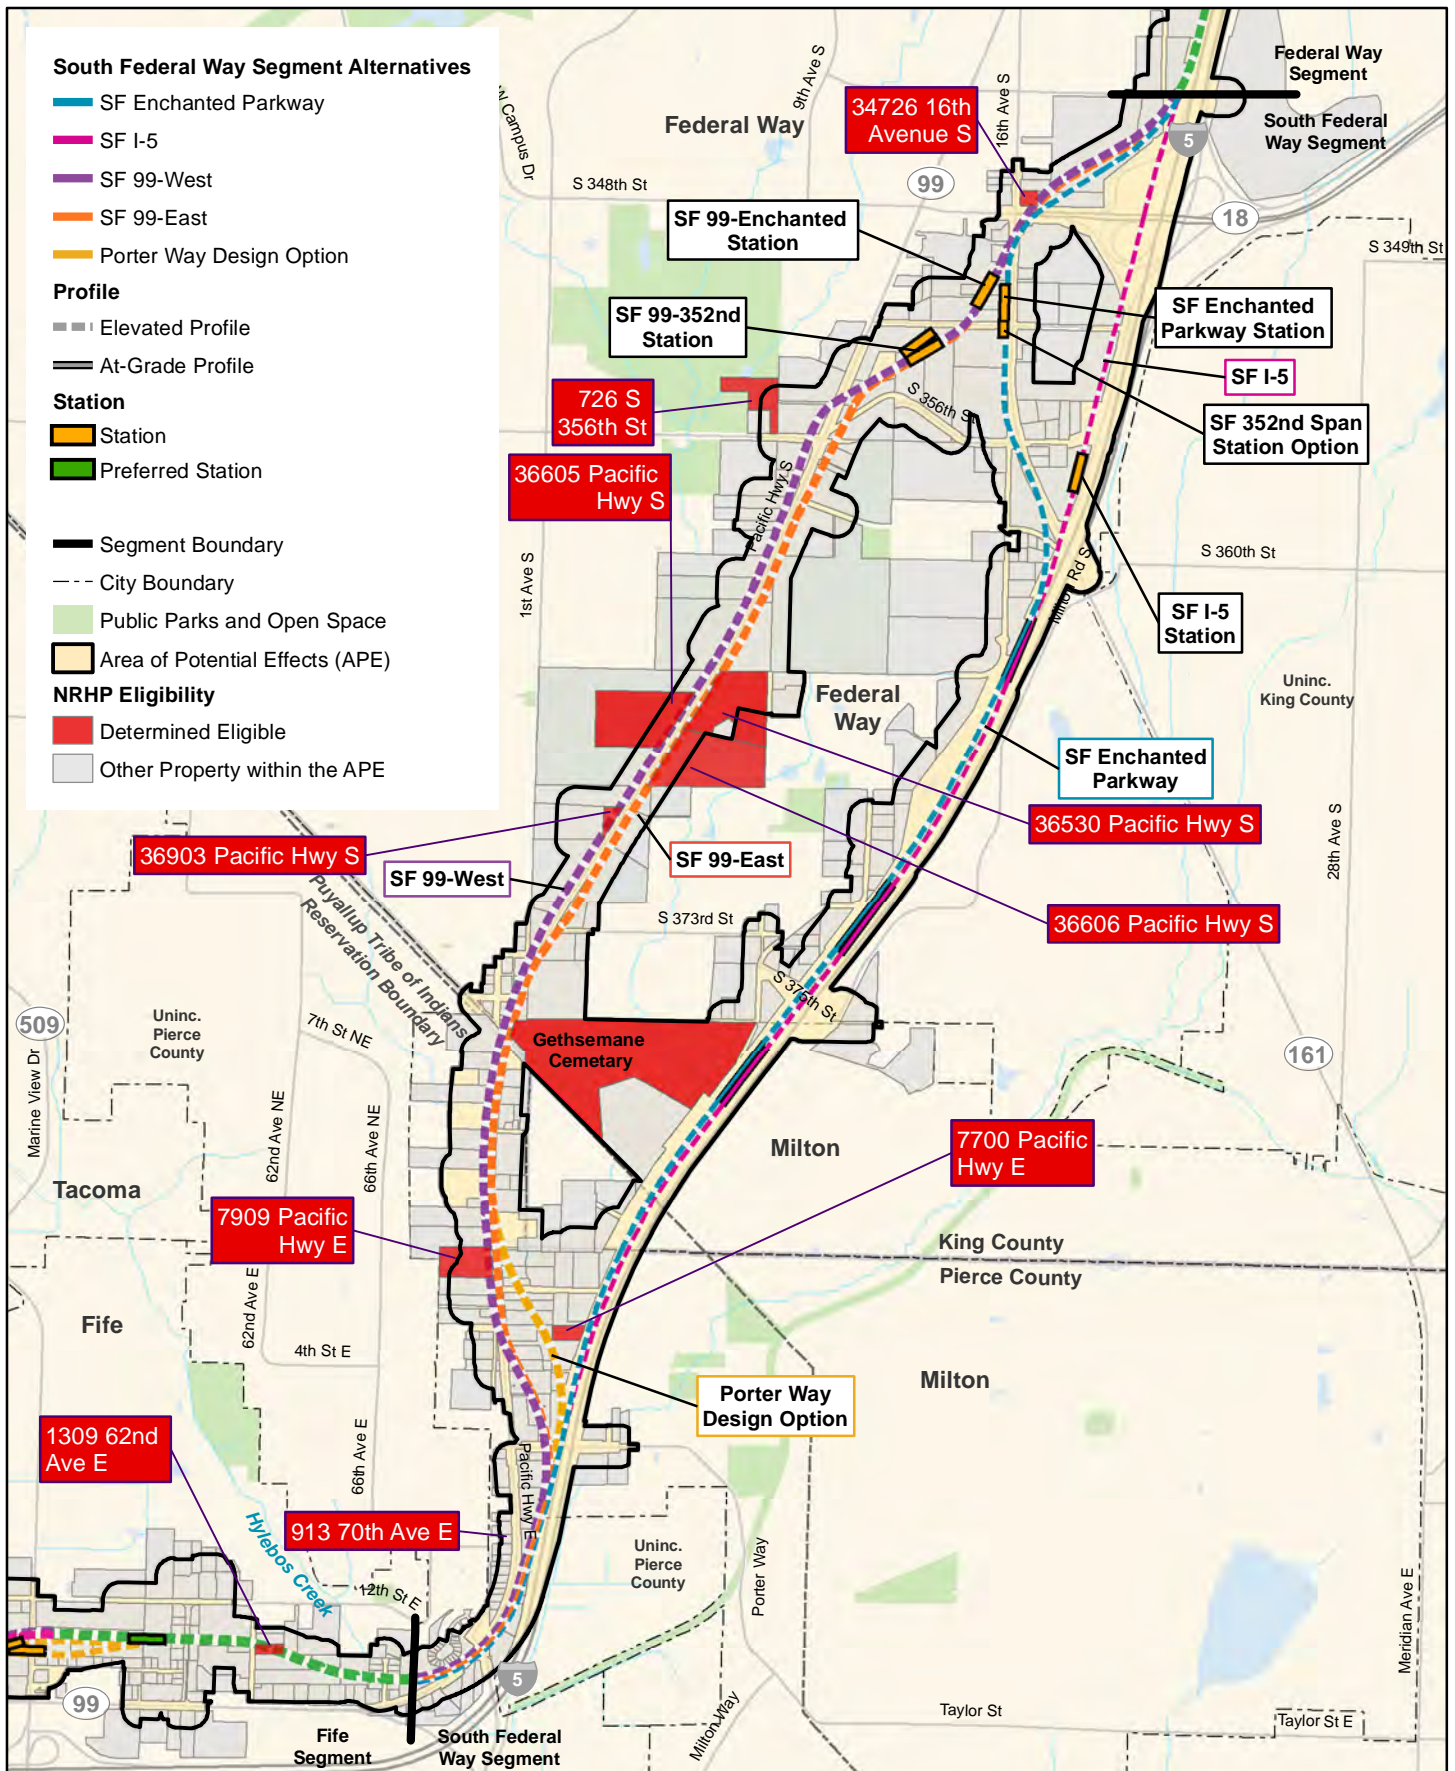 South Federal Way Segment Alternatives
SF Enchanted Parkway
SF I-5
SF 99-West
SF 99-East
Porter Way Design Option
Profile
Elevated Profile
At-Grade Profile
Station
Station
Preferred Station
Segment Boundary
City Boundary
Public Parks and Open Space
Area of Potential Effects (APE)
NRHP Eligibility
Determined Eligible
Other Property within the APE
Federal Way
Segment
South Federal
Way Segment
5
W Campus Dr
9th Ave S
16th Ave S
Federal Way
34726 16th
Avenue S
99
S 348th St
18
S 349th St
SF 99-Enchanted
Station
SF 99-352nd
Station
SF Enchanted
Parkway Station
SF I-5
SF 352nd Span
Station Option
726 S
356th St
S 356th St
36605 Pacific
Hwy S
Pacific Hwy S
1st Ave S
S 360th St
Milton Rd S
SF I-5
Station
Uninc.
King County
Federal
Way
SF Enchanted
Parkway
36530 Pacific Hwy S
28th Ave S
36903 Pacific Hwy S
SF 99-East
SF 99-West
36606 Pacific Hwy S
S 373rd St
Puyallup Tribe of Indians
Reservation Boundary
S 375th St
509
Uninc.
Pierce
County
7th St NE
Gethsemane
Cemetary
161
Marine View Dr
62nd Ave NE
66th Ave NE
Milton
7700 Pacific
Hwy E
Tacoma
7909 Pacific
Hwy E
King County
Pierce County
62nd Ave E
Fife
4th St E
Milton
Porter Way
Design Option
1309 62nd
Ave E
66th Ave E
Pacific Hwy E
913 70th Ave E
Hylebos Creek
12th St E
Uninc.
Pierce
County
Porter Way
Meridian Ave E
5
99
Fife
Segment
South Federal
Way Segment
Milton Way
Taylor St
Taylor St E